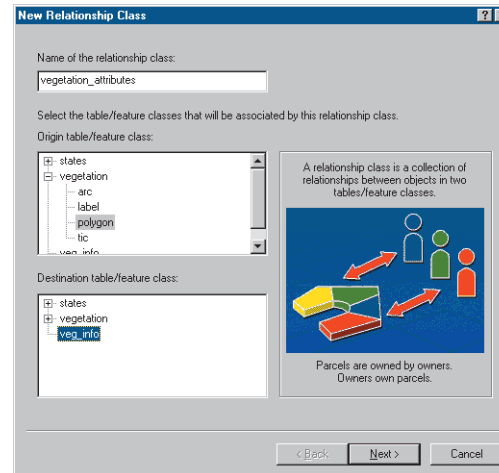 New Relationship Class
?
Name of the relationship class:
vegetation_attributes
Select the table/feature classes that will be associated by this relationship class.
Origin table/feature class:
states
vegetation
arc
label
polygon
tic
veg_info
A relationship class is a collection of
relationships between objects in two
tables/feature classes.
Parcels are owned by owners.
Owners own parcels.
Destination table/feature class:
states
vegetation
veg_info
< Back
Next >
Cancel